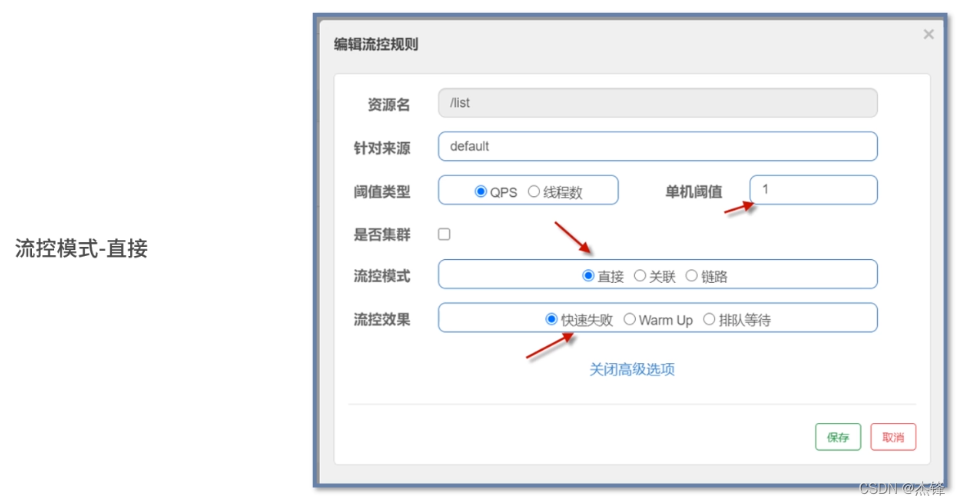 流控模式-直接
编辑流控规则 ×
资源名 /list
针对来源 default
阈值类型 QPS 线程数 单机阈值 1
是否集群
流控模式 直接 关联 链路
流控效果 快速失败 Warm Up 排队等待
关闭高级选项
保存 取消
CSDN @杰锋